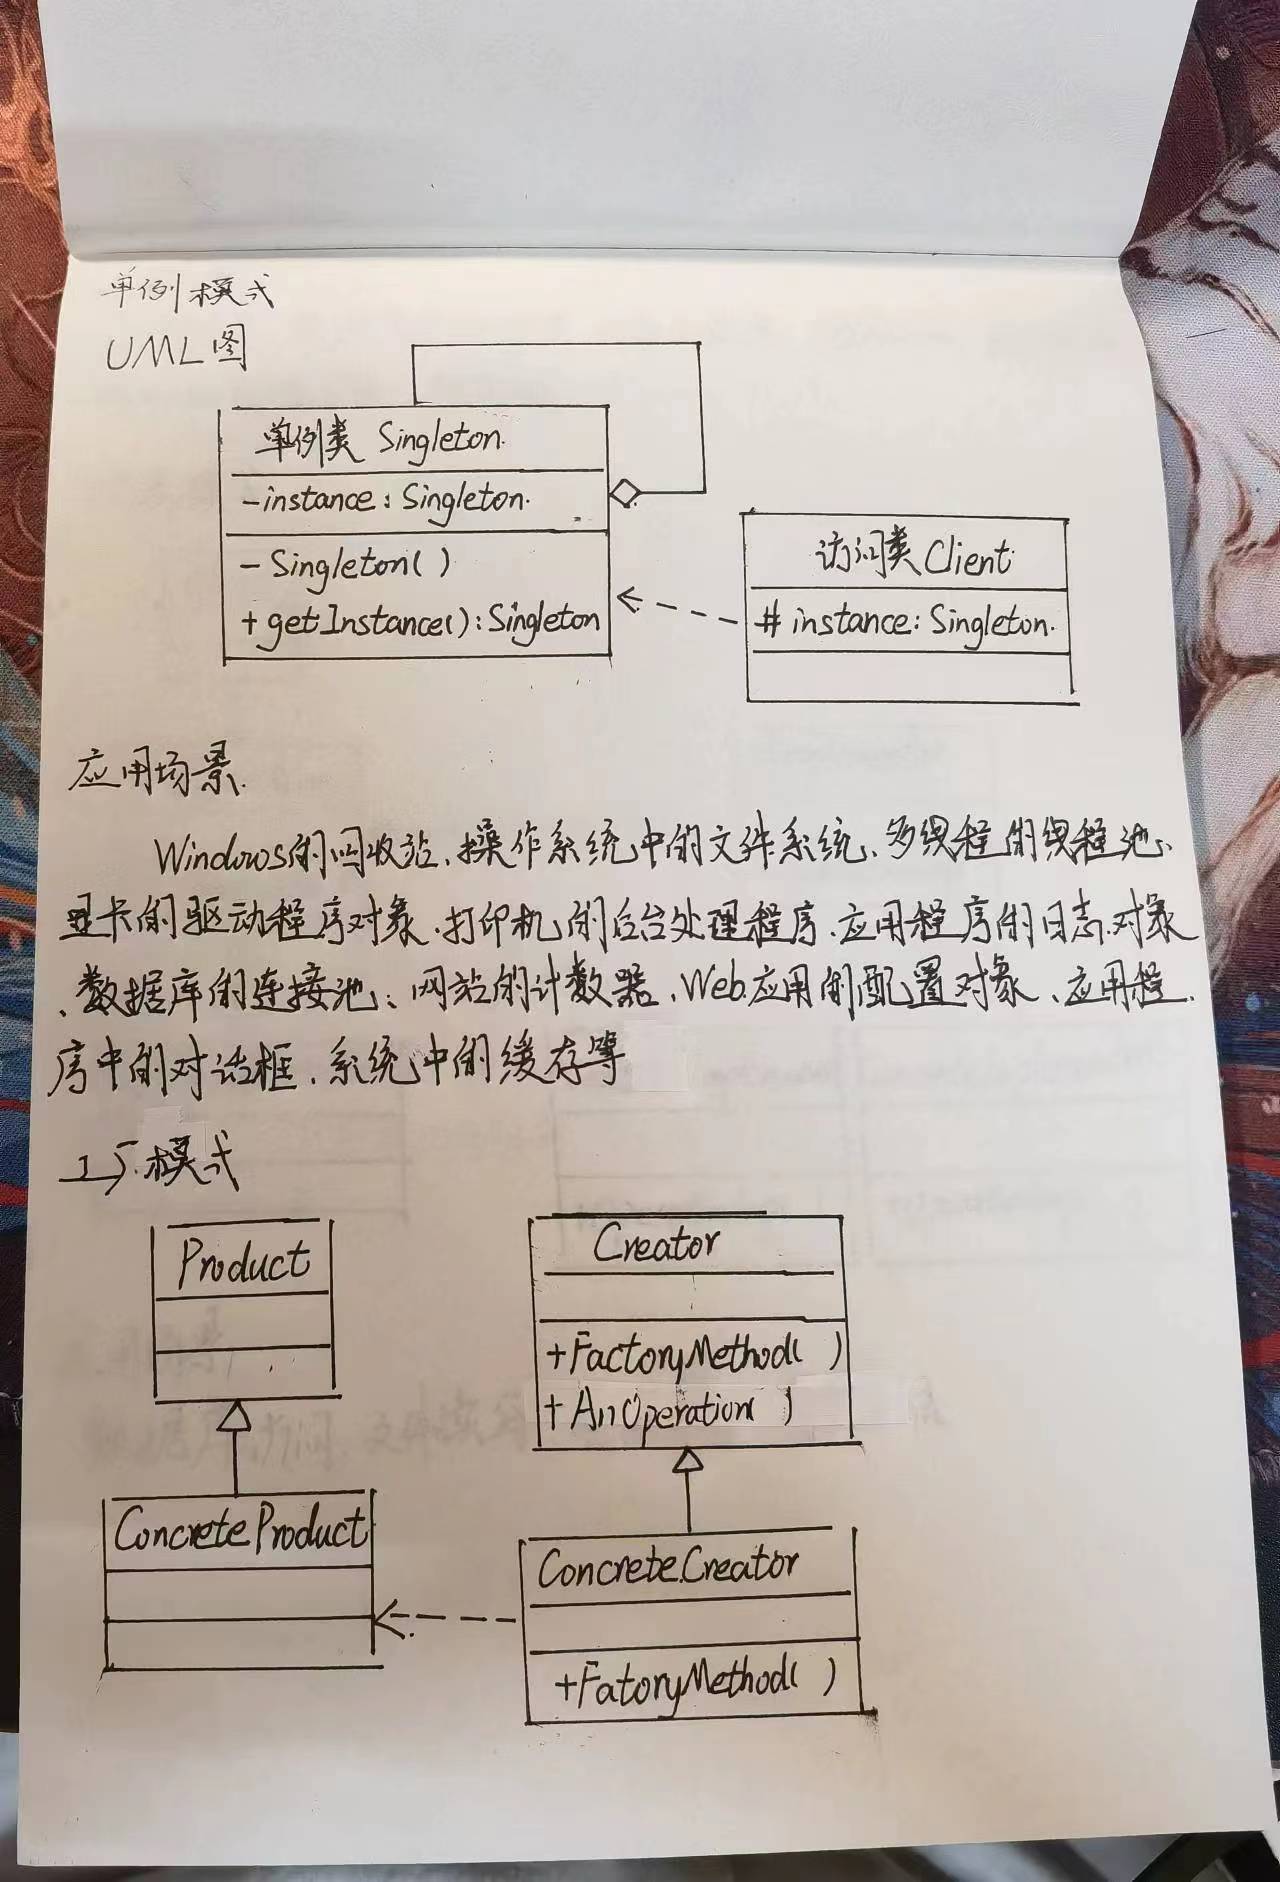 单例模式
UML图
单例类 Singleton.
-instance: Singleton.
- Singleton( )
+ getInstance( ): Singleton
访问类 Client
# instance: Singleton.
应用场景.
Windows的回收站、操作系统中的文件系统、多线程的线程池、
显卡的驱动程序对象、打印机的后台处理程序、应用程序的日志对象
、数据库的连接池、网站的计数器、Web应用的配置对象、应用程
序中的对话框、系统中的缓存等
工厂模式
Product
Creator
+FactoryMethod( )
+AnOperation( )
ConcreteProduct
ConcreteCreator
+FatoryMethod( )